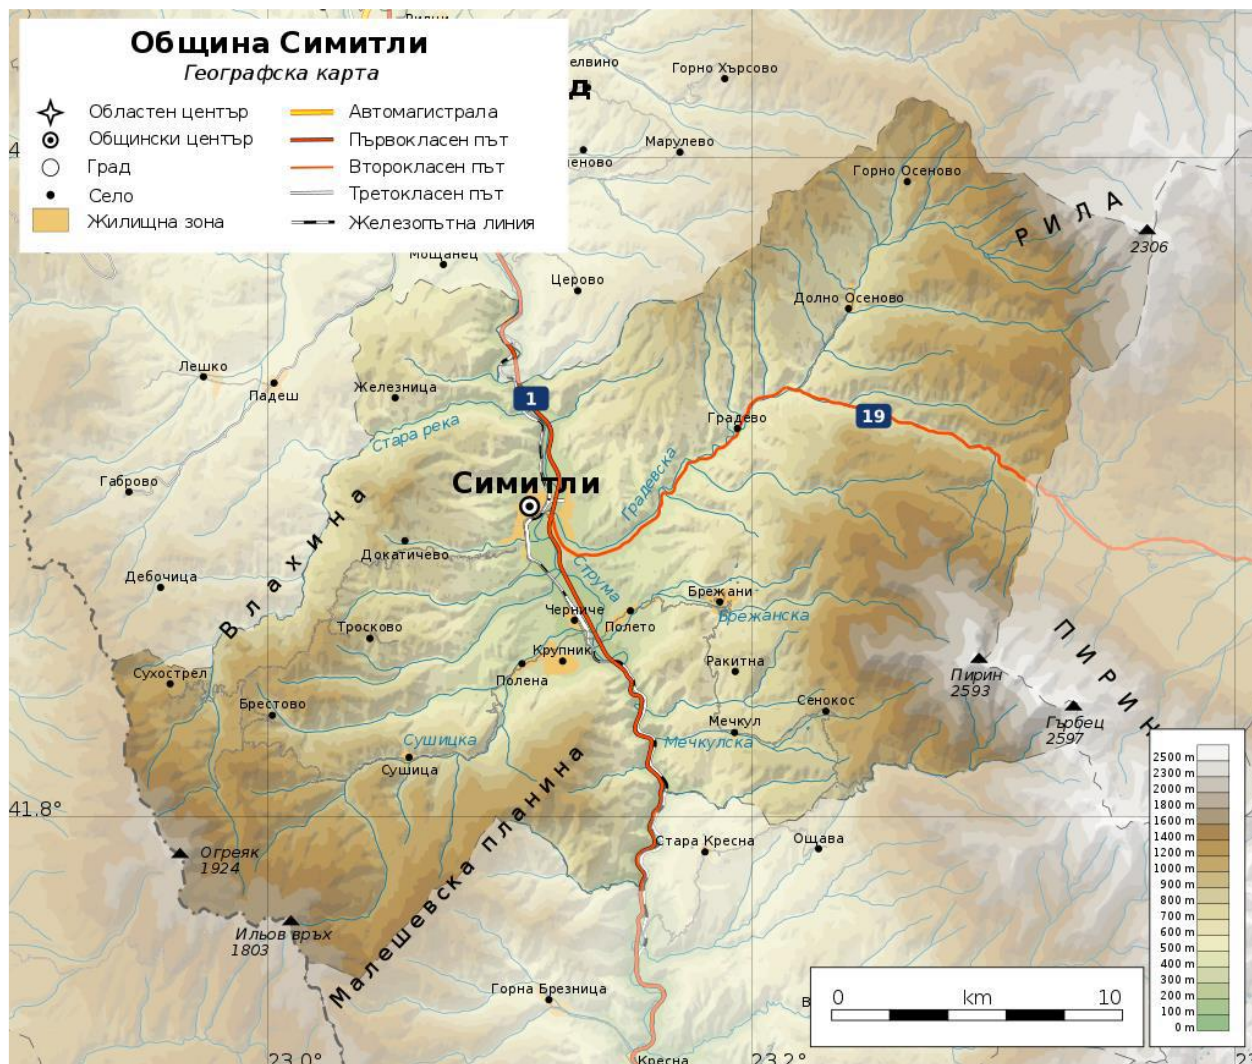 Община Симитли
Географска карта
Областен център
Общински център
Град
Село
Жилищна зона
Автомагистрала
Първокласен път
Второкласен път
Третокласен път
Железопътна линия
елвино
Горно Хърсово
д
Марулево
4
еново
Горно Осеново
РИЛА
2306
Мощанец
Церово
Долно Осеново
Лешко
Падеш
Железница
1
19
Градево
Стара река
Градевска
Габрово
Симитли
Влахина
Докатичево
Дебочица
Струма
Брежани
Брежанска
Черниче
Полето
Тросково
Крупник
Полена
Ракитна
ПИРИН
Пирин
2593
Сухострел
Брестово
Сенокос
Гърбец
2597
Мечкул
Мечкулска
Сушицка
Сушица
41.8°
Малешевска планина
Стара Кресна
Ощава
Огреяк
1924
Ильов връх
1803
Горна Брезница
В
Кресна
23.0°
23.2°
2500 m
2300 m
2000 m
1800 m
1600 m
1400 m
1200 m
1000 m
900 m
800 m
700 m
600 m
500 m
400 m
300 m
200 m
100 m
0 m
0 km 10